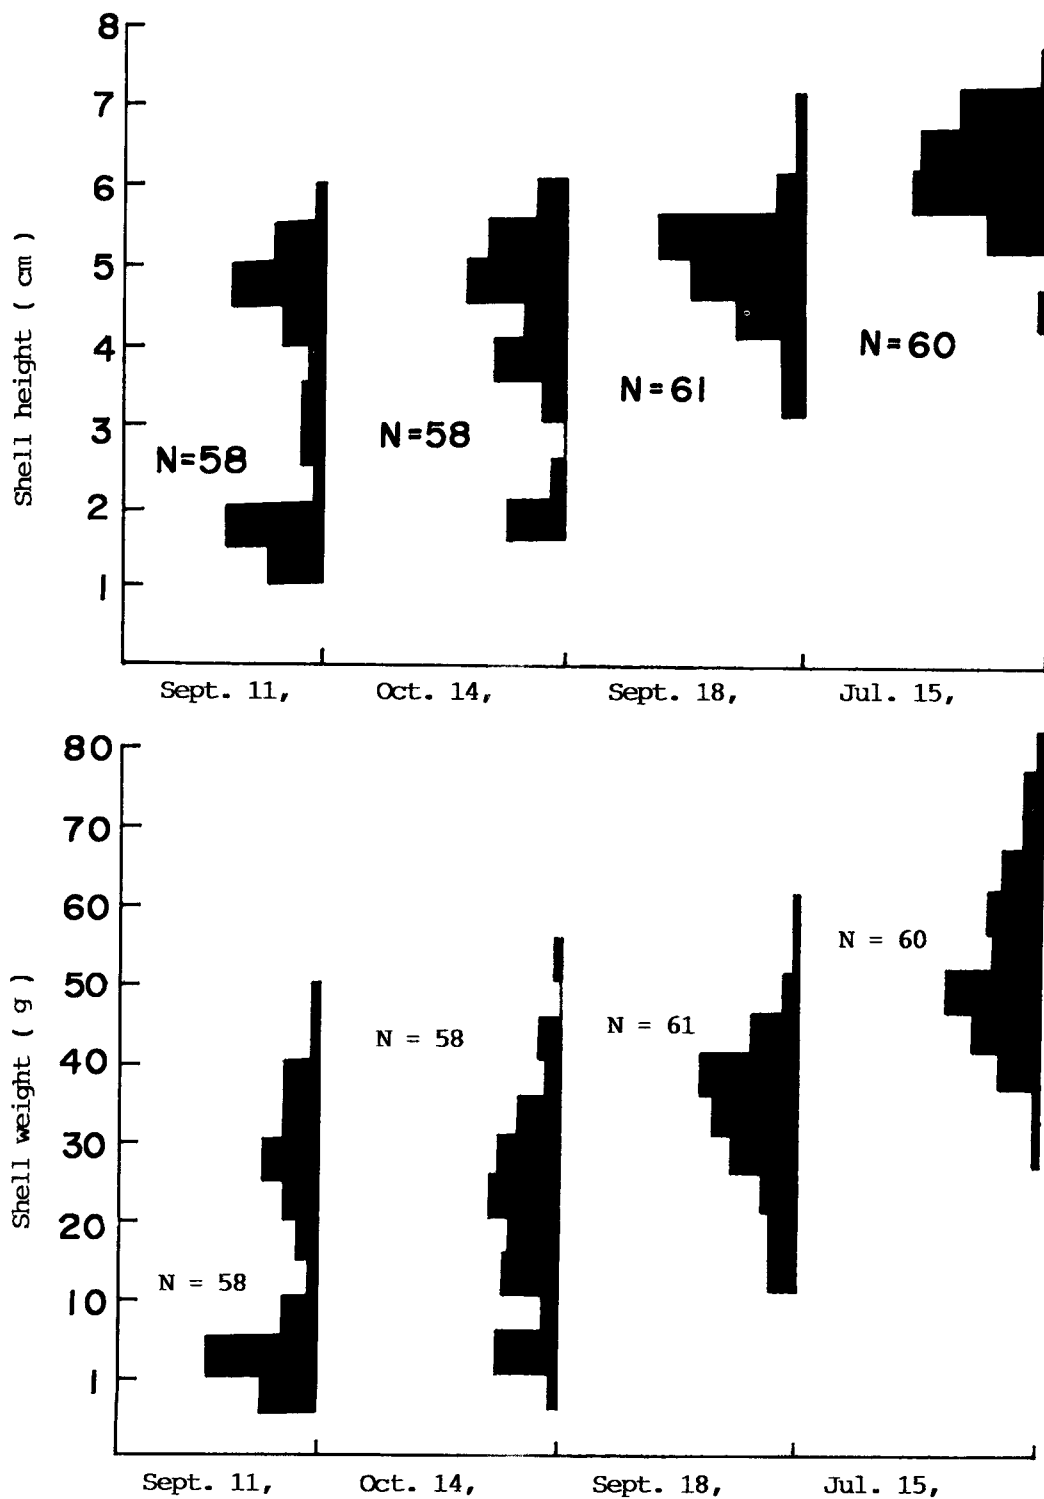 8
7
6
5
4
3
2
1
Shell height ( cm )
N=58
N=58
N=61
N=60
Sept. 11, Oct. 14, Sept. 18, Jul. 15,
80
70
60
50
40
30
20
10
1
Shell weight ( g )
N = 58
N = 58
N = 61
N = 60
Sept. 11, Oct. 14, Sept. 18, Jul. 15,